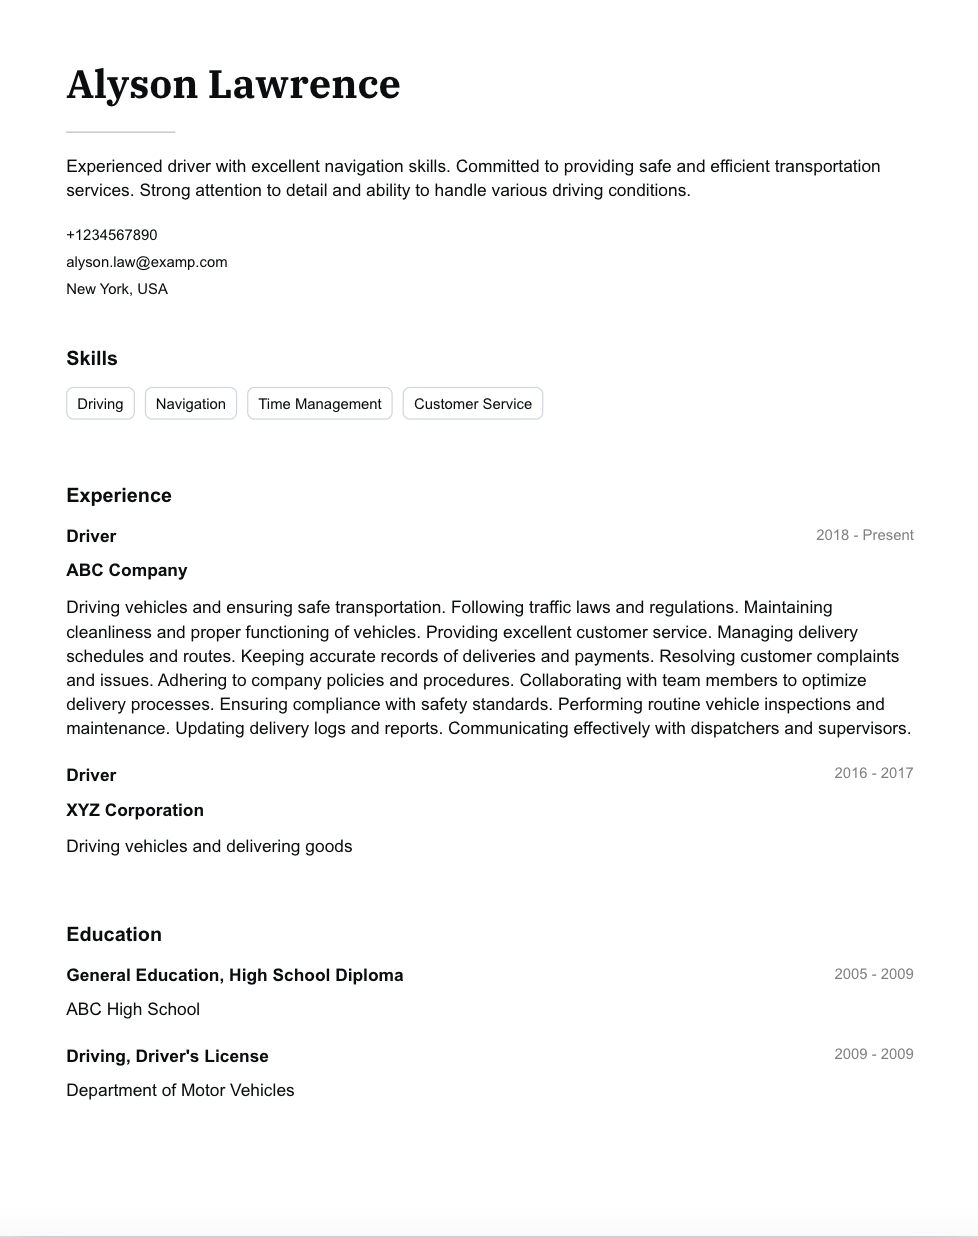 Alyson Lawrence
Experienced driver with excellent navigation skills. Committed to providing safe and efficient transportation
services. Strong attention to detail and ability to handle various driving conditions.
+1234567890
alyson.law@examp.com
New York, USA
Skills
Driving Navigation Time Management Customer Service
Experience
Driver 2018 - Present
ABC Company
Driving vehicles and ensuring safe transportation. Following traffic laws and regulations. Maintaining
cleanliness and proper functioning of vehicles. Providing excellent customer service. Managing delivery
schedules and routes. Keeping accurate records of deliveries and payments. Resolving customer complaints
and issues. Adhering to company policies and procedures. Collaborating with team members to optimize
delivery processes. Ensuring compliance with safety standards. Performing routine vehicle inspections and
maintenance. Updating delivery logs and reports. Communicating effectively with dispatchers and supervisors.
Driver 2016 - 2017
XYZ Corporation
Driving vehicles and delivering goods
Education
General Education, High School Diploma 2005 - 2009
ABC High School
Driving, Driver's License 2009 - 2009
Department of Motor Vehicles